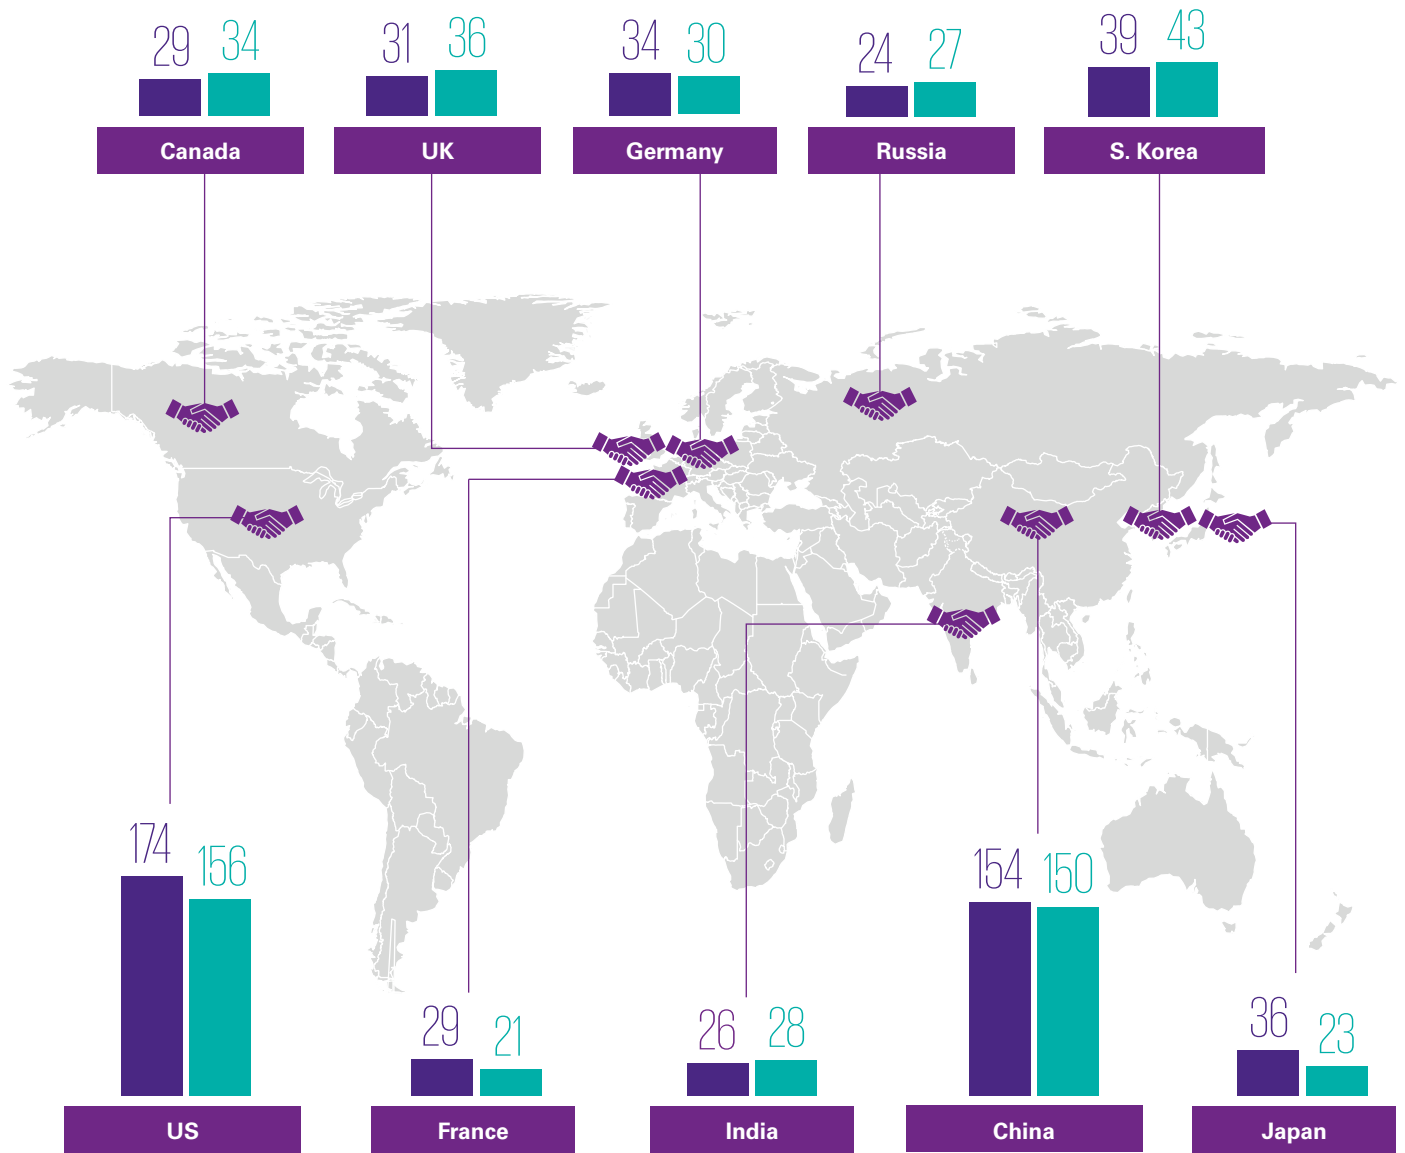 29 34
31 36
34 30
24 27
39 43
Canada
UK
Germany
Russia
S. Korea
174 156
29 21
26 28
154 150
36 23
US
France
India
China
Japan